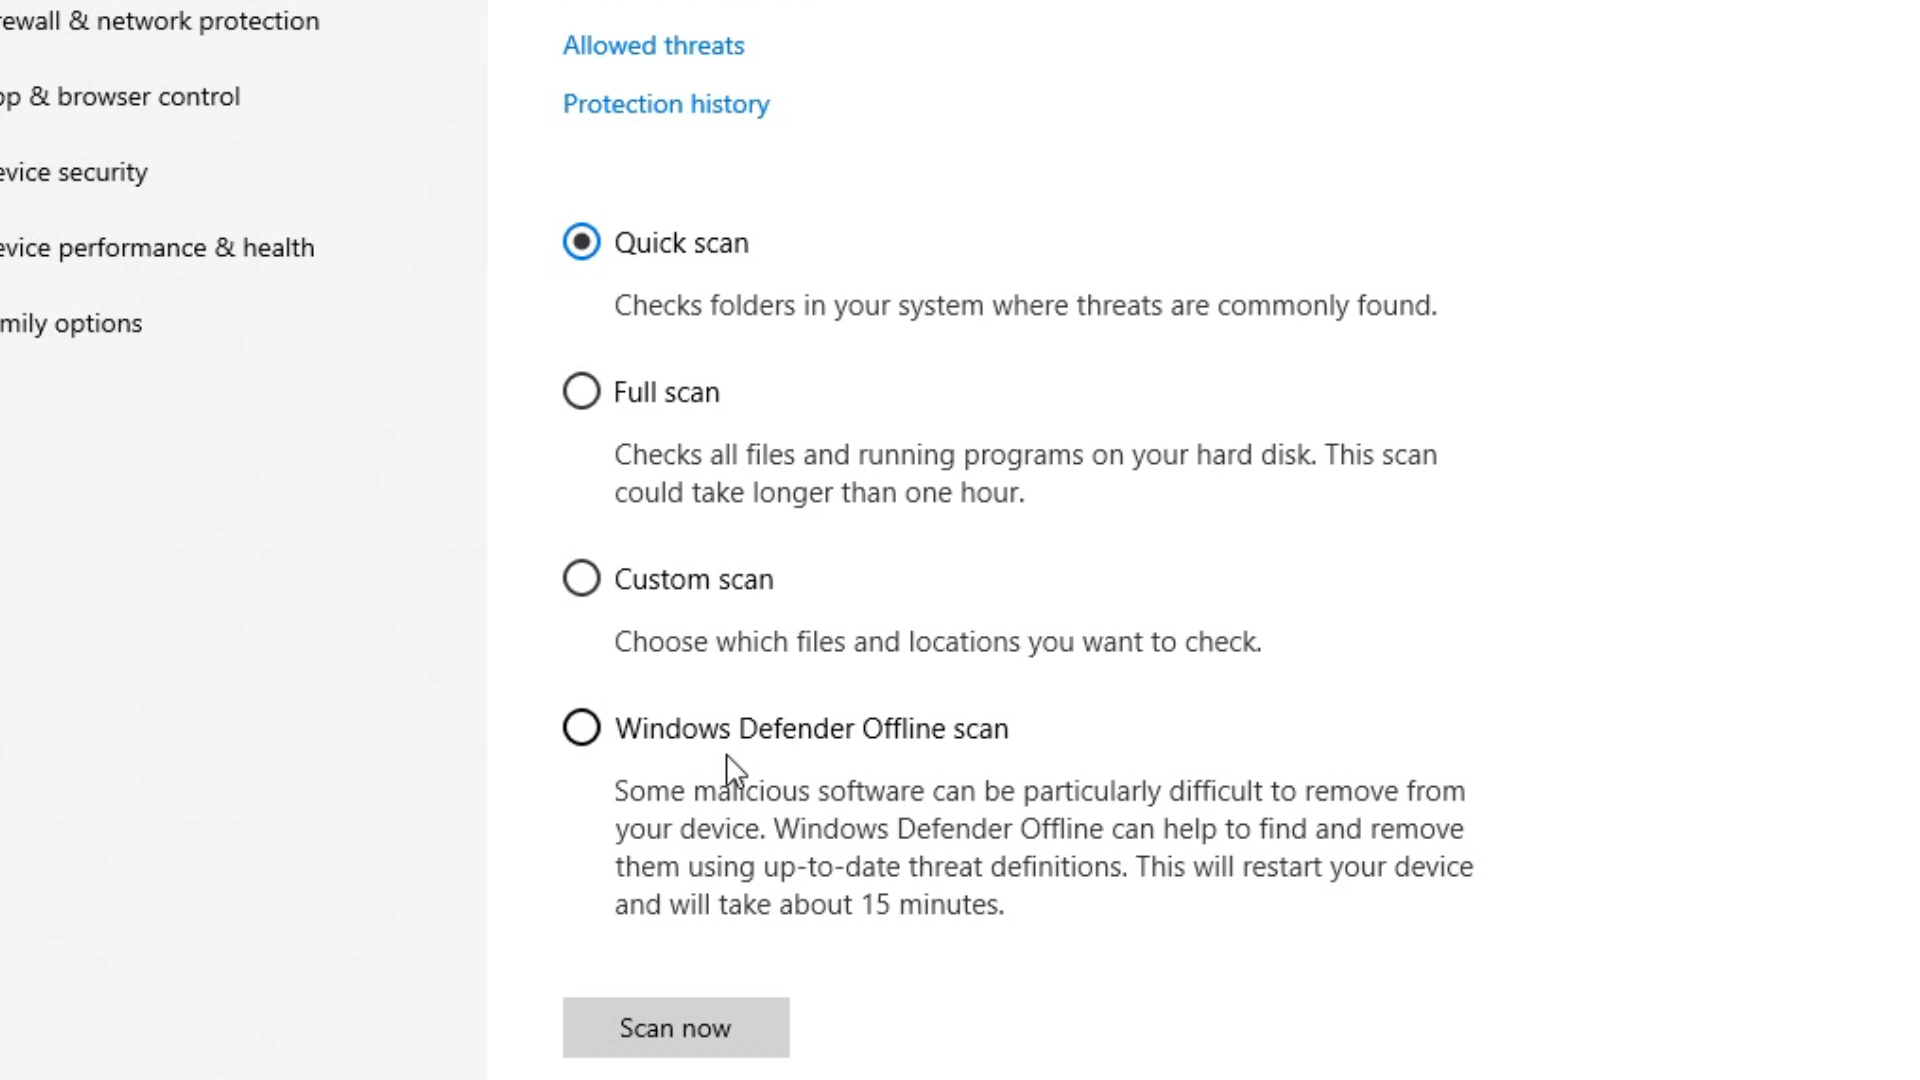 rewall & network protection
pp & browser control
evice security
evice performance & health
mily options
Allowed threats
Protection history
Quick scan
Checks folders in your system where threats are commonly found.
Full scan
Checks all files and running programs on your hard disk. This scan
could take longer than one hour.
Custom scan
Choose which files and locations you want to check.
Windows Defender Offline scan
Some malicious software can be particularly difficult to remove from
your device. Windows Defender Offline can help to find and remove
them using up-to-date threat definitions. This will restart your device
and will take about 15 minutes.
Scan now